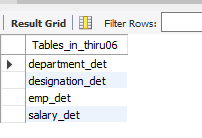 Result Grid Filter Rows:
Tables_in_thiru06
department_det
designation_det
emp_det
salary_det